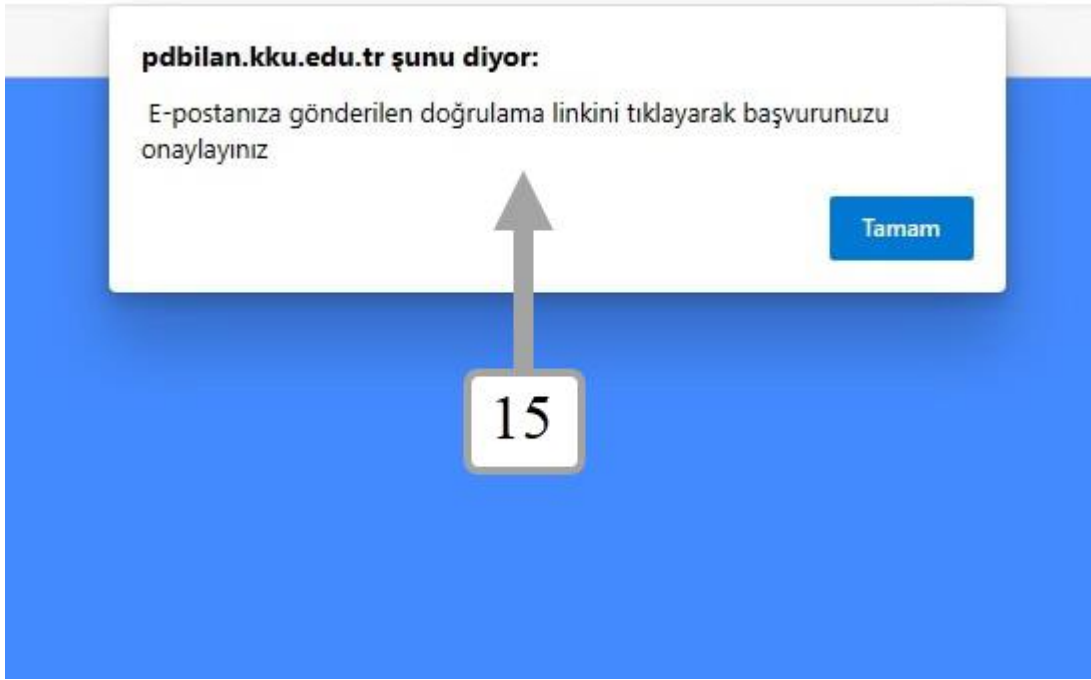 pdbilan.kku.edu.tr şunu diyor:
E-postanıza gönderilen doğrulama linkini tıklayarak başvurunuzu
onaylayınız
Tamam
15